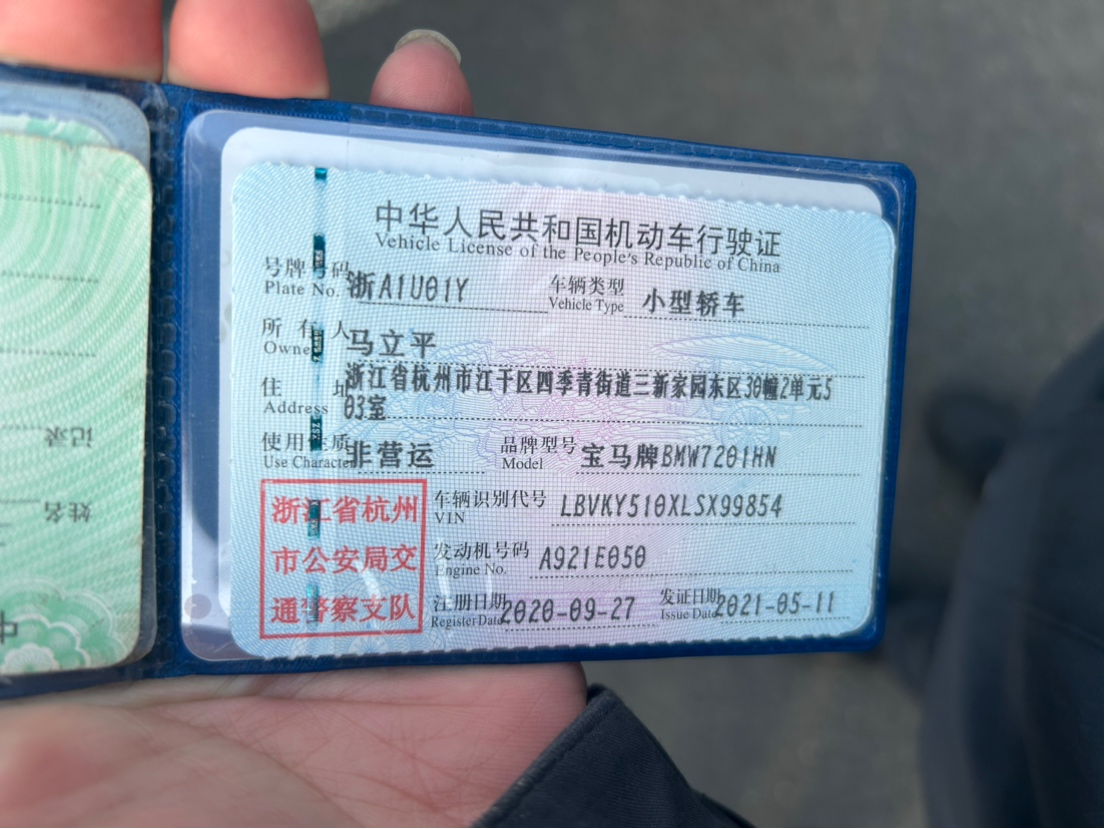 中华人民共和国机动车行驶证
Vehicle License of the People's Republic of China
号牌号码 浙A1U01Y 车辆类型 小型轿车
Plate No. Vehicle Type
所有人 马立平
Owner
住址 浙江省杭州市江干区四季青街道三新家园东区30幢2单元5
Address 03室
使用性质 非营运 品牌型号 宝马牌BMW7201HN
Use Character Model
浙江省杭州
市公安局交
通警察支队
车辆识别代号 LBVKY510XLSX99854
VIN
发动机号码 A921E050
Engine No.
注册日期 2020-09-27 发证日期 2021-05-11
Register Date Issue Date
记录
姓名
中